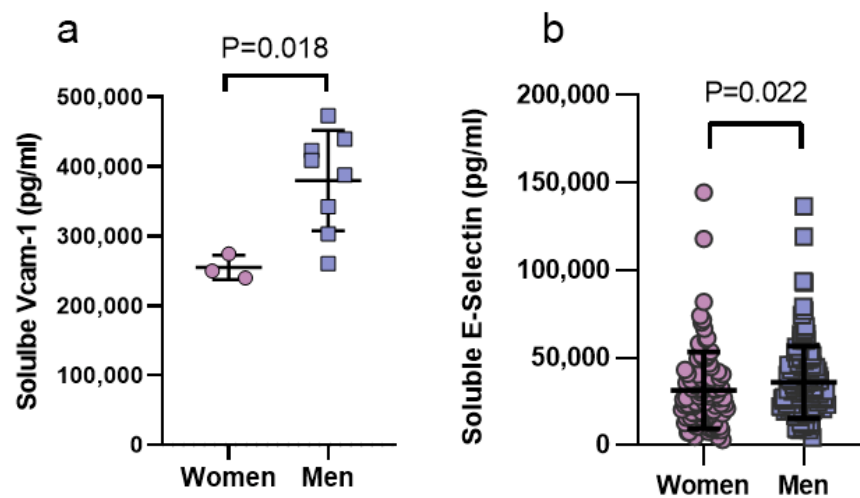 a
P=0.018
Solulbe Vcam-1 (pg/ml)
500,000
400,000
300,000
200,000
100,000
0
Women
Men
b
P=0.022
Soluble E-Selectin (pg/ml)
200,000
150,000
100,000
50,000
0
Women
Men